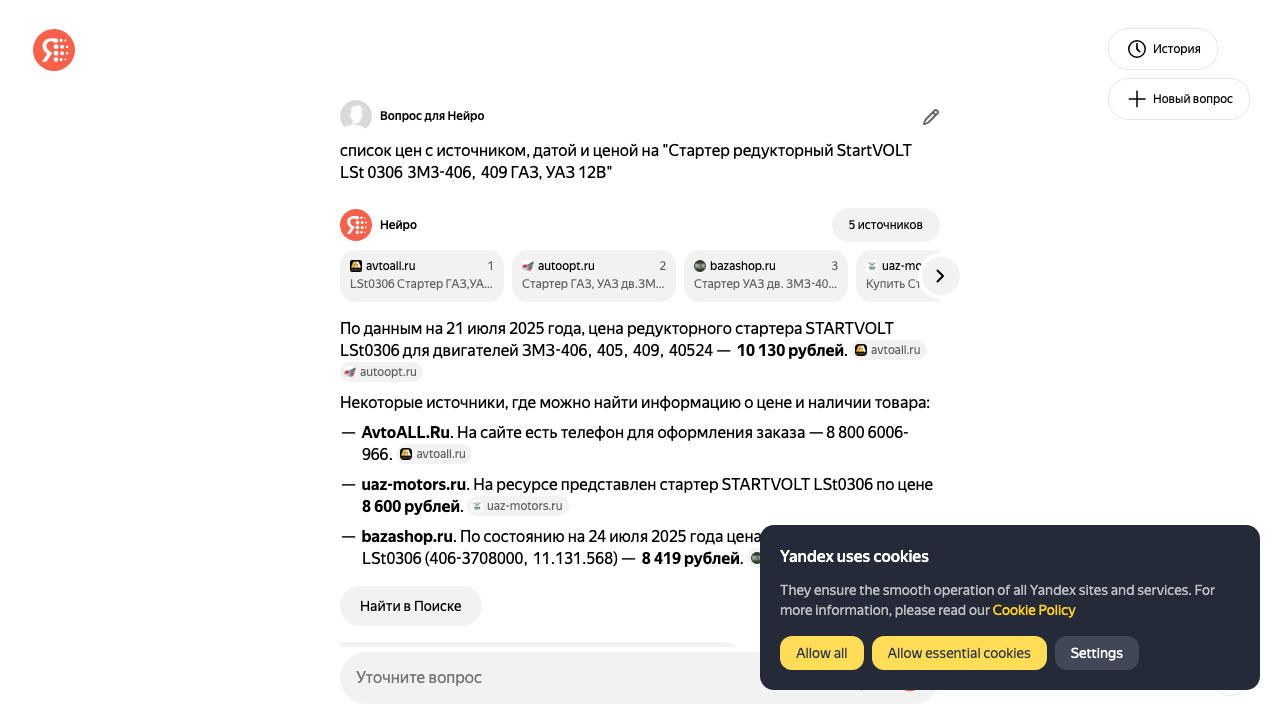 История
Новый вопрос
Вопрос для Нейро
список цен с источником, датой и ценой на "Стартер редукторный StartVOLT
LSt 0306 ЗМЗ-406, 409 ГАЗ, УАЗ 12В"
Нейро
5 источников
avtoall.ru 1
LSt0306 Стартер ГАЗ,УА...
autoopt.ru 2
Стартер ГАЗ, УАЗ дв.ЗМ...
bazashop.ru 3
Стартер УАЗ дв. ЗМЗ-40...
uaz-mo
Купить Ст
По данным на 21 июля 2025 года, цена редукторного стартера STARTVOLT
LSt0306 для двигателей ЗМЗ-406, 405, 409, 40524 — 10 130 рублей. avtoall.ru
autoopt.ru
Некоторые источники, где можно найти информацию о цене и наличии товара:
— AvtoALL.Ru. На сайте есть телефон для оформления заказа — 8 800 6006-
966. avtoall.ru
— uaz-motors.ru. На ресурсе представлен стартер STARTVOLT LSt0306 по цене
8 600 рублей. uaz-motors.ru
— bazashop.ru. По состоянию на 24 июля 2025 года цена
LSt0306 (406-3708000, 11.131.568) — 8 419 рублей.
Найти в Поиске
Уточните вопрос
Yandex uses cookies
They ensure the smooth operation of all Yandex sites and services. For
more information, please read our Cookie Policy
Allow all
Allow essential cookies
Settings